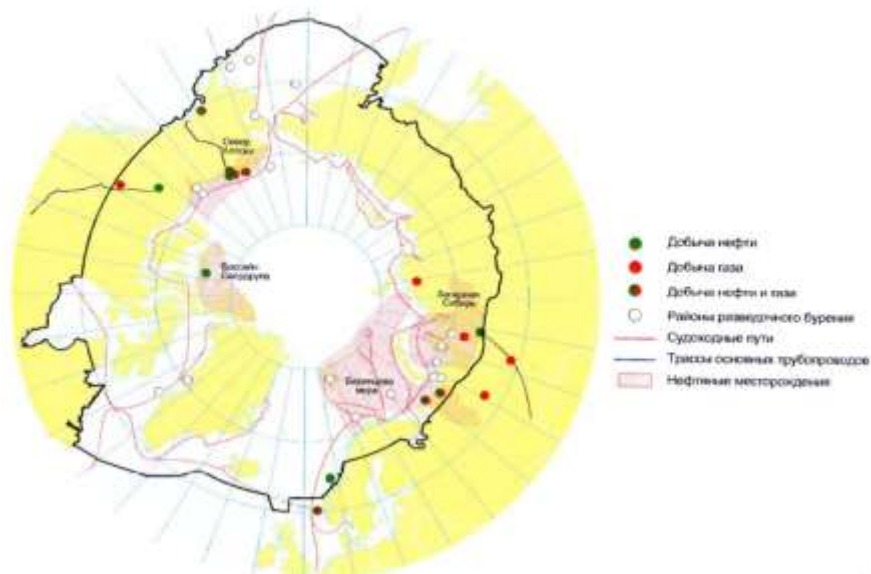 Север
Аляски
Бассейн
Свердрупа
Западная
Сибирь
Баренцево
море
Добыча нефти
Добыча газа
Добыча нефти и газа
Районы разведочного бурения
Судоходные пути
Трассы основных трубопроводов
Нефтяные месторождения